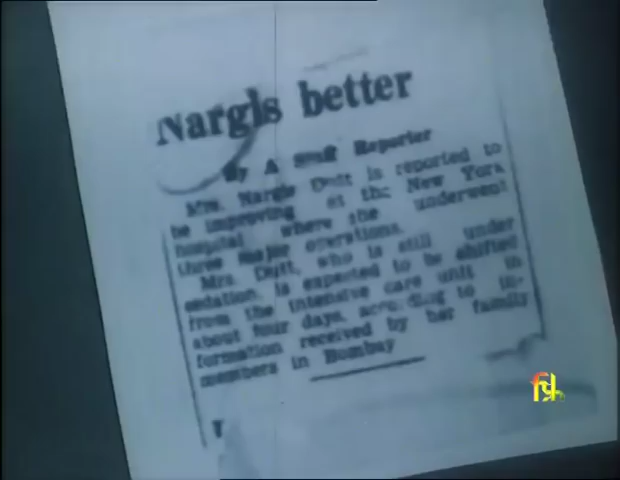 Nargis better
By A Staff Reporter
Mrs. Nargis Dutt is reported to
be improving at the New York
hospital where she underwent
three major operations.
Mrs. Dutt, who is still under
sedation, is expected to be shifted
from the intensive care unit in
about four days, according to in-
formation received by her family
members in Bombay